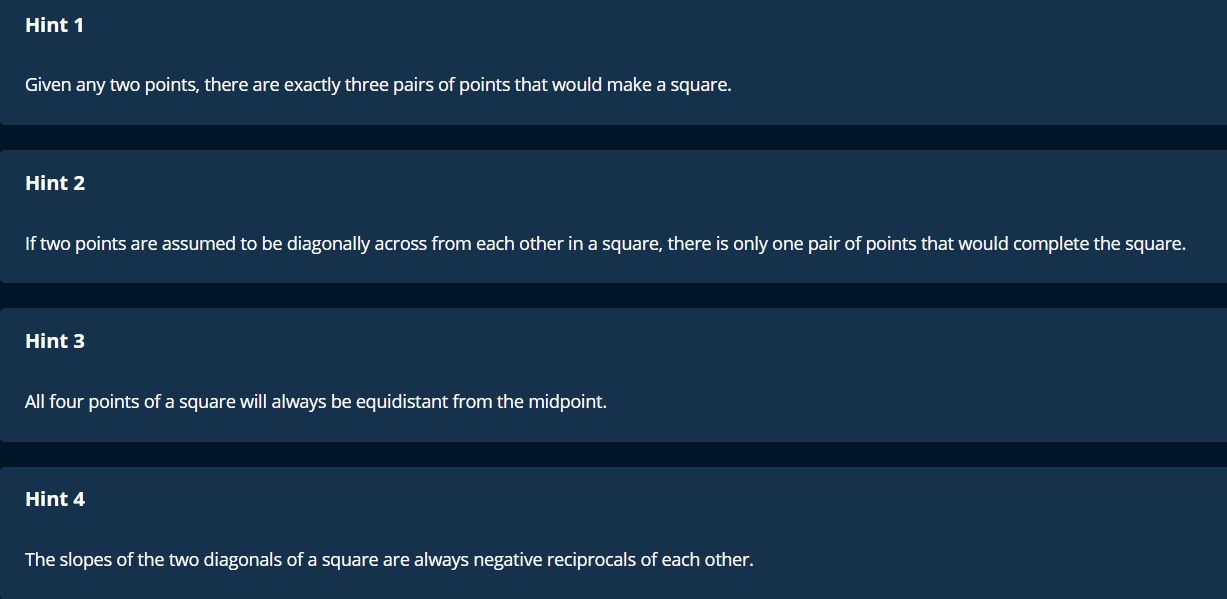 Hint 1
Given any two points, there are exactly three pairs of points that would make a square.
Hint 2
If two points are assumed to be diagonally across from each other in a square, there is only one pair of points that would complete the square.
Hint 3
All four points of a square will always be equidistant from the midpoint.
Hint 4
The slopes of the two diagonals of a square are always negative reciprocals of each other.